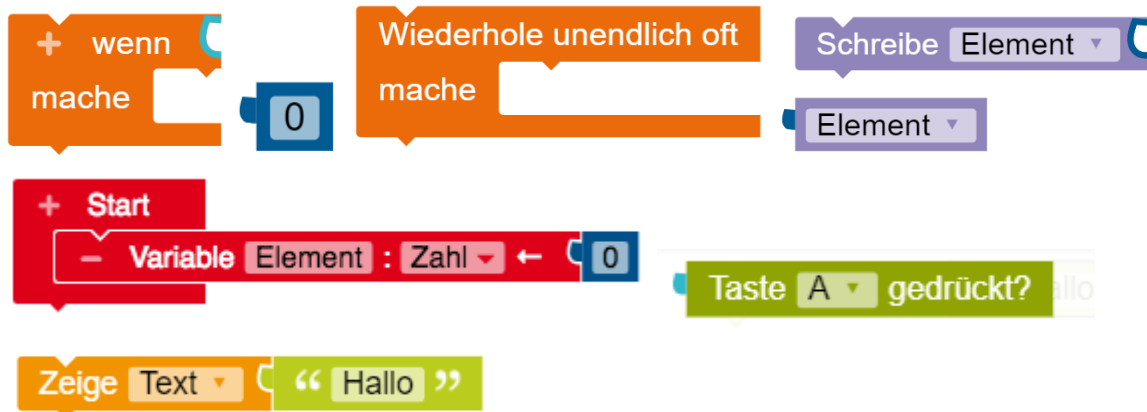 + wenn
mache
0
Wiederhole unendlich oft
mache
Schreibe Element
Element
+ Start
− Variable Element : Zahl ← 0
Taste A gedrückt?
allo
Zeige Text “ Hallo ”